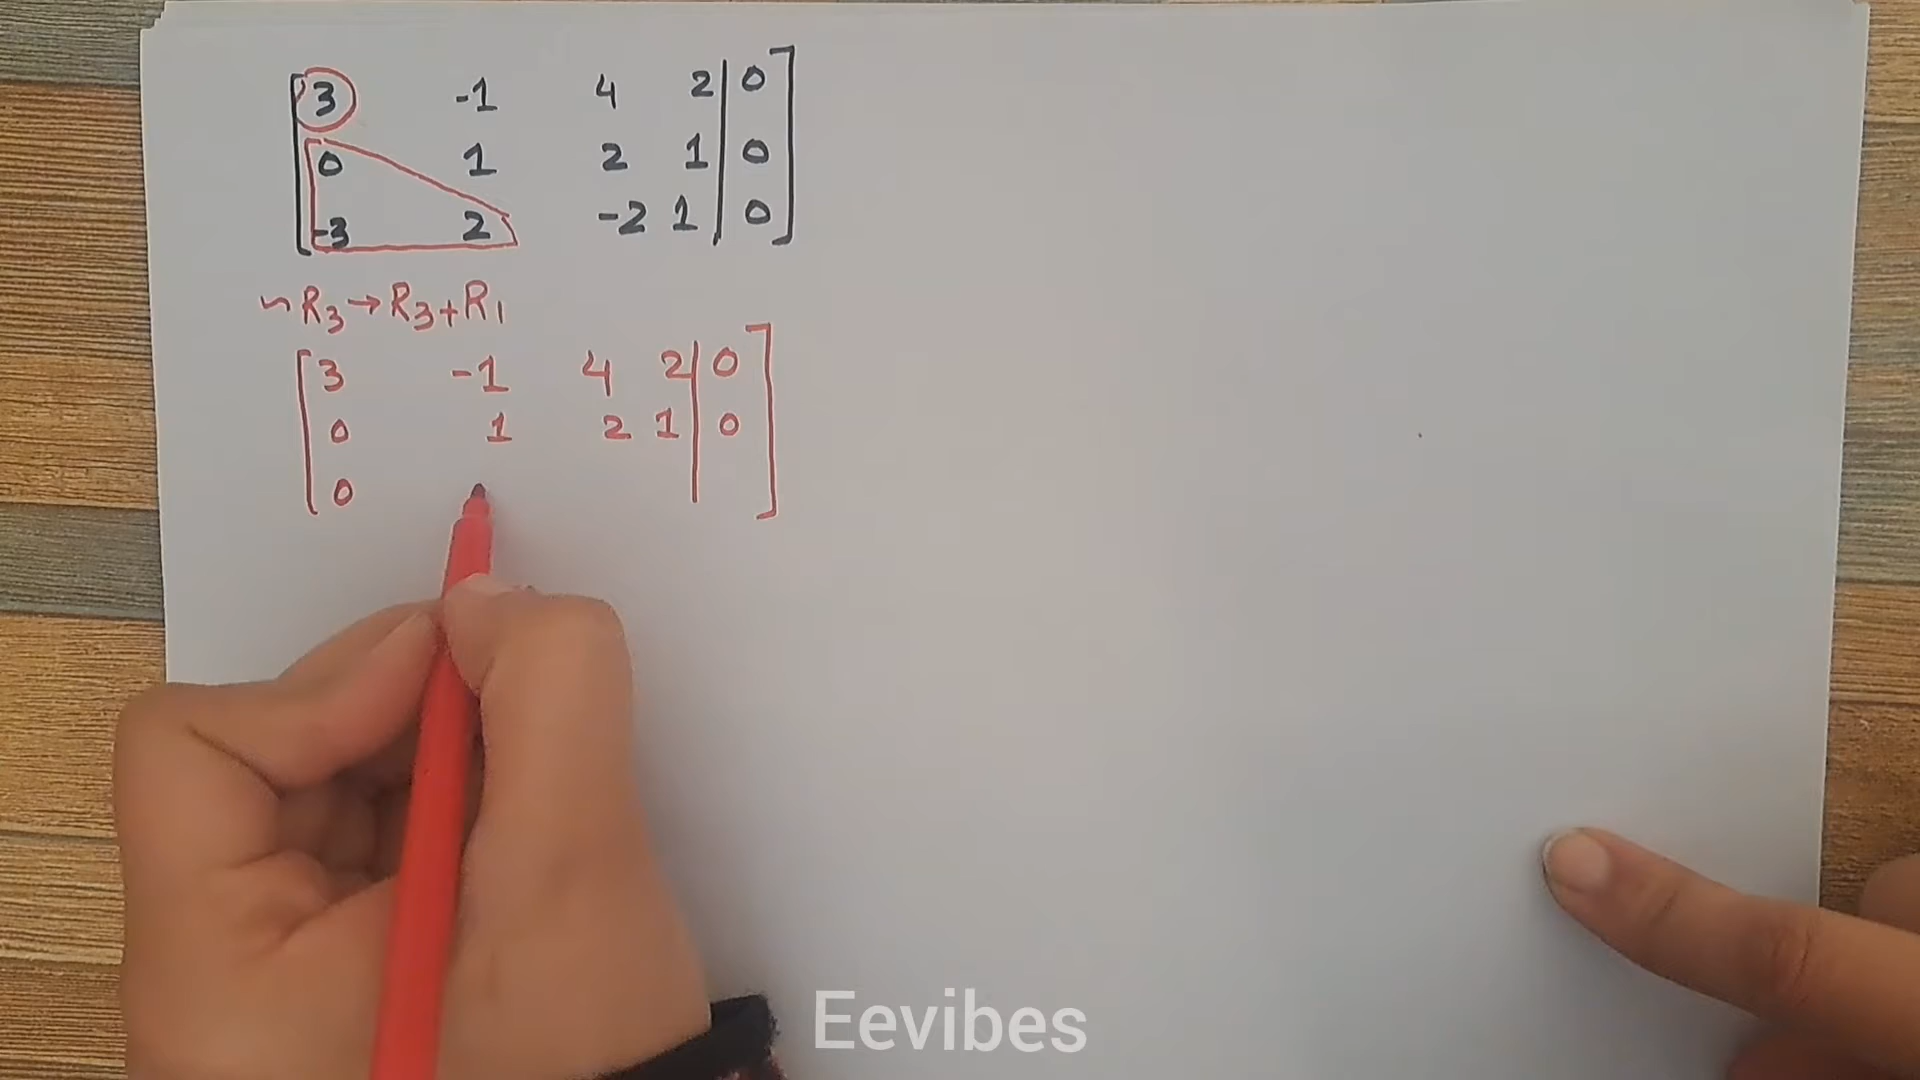 3 -1 4 2 0
0 1 2 1 0
-3 2 -2 1 0
~R3→R3+R1
3 -1 4 2 0
0 1 2 1 0
0
Eevibes